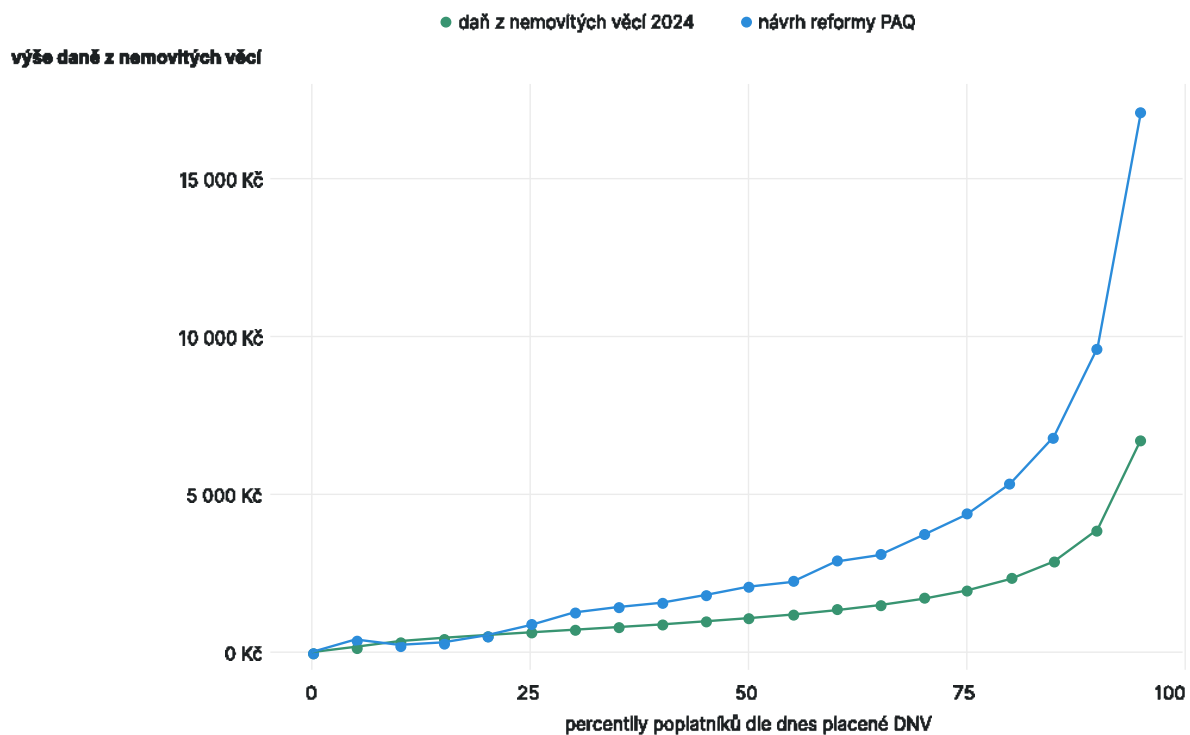 daň z nemovitých věcí 2024 návrh reformy PAQ
výše daně z nemovitých věcí
15 000 Kč
10 000 Kč
5 000 Kč
0 Kč
0 25 50 75 100
percentily poplatníků dle dnes placené DNV